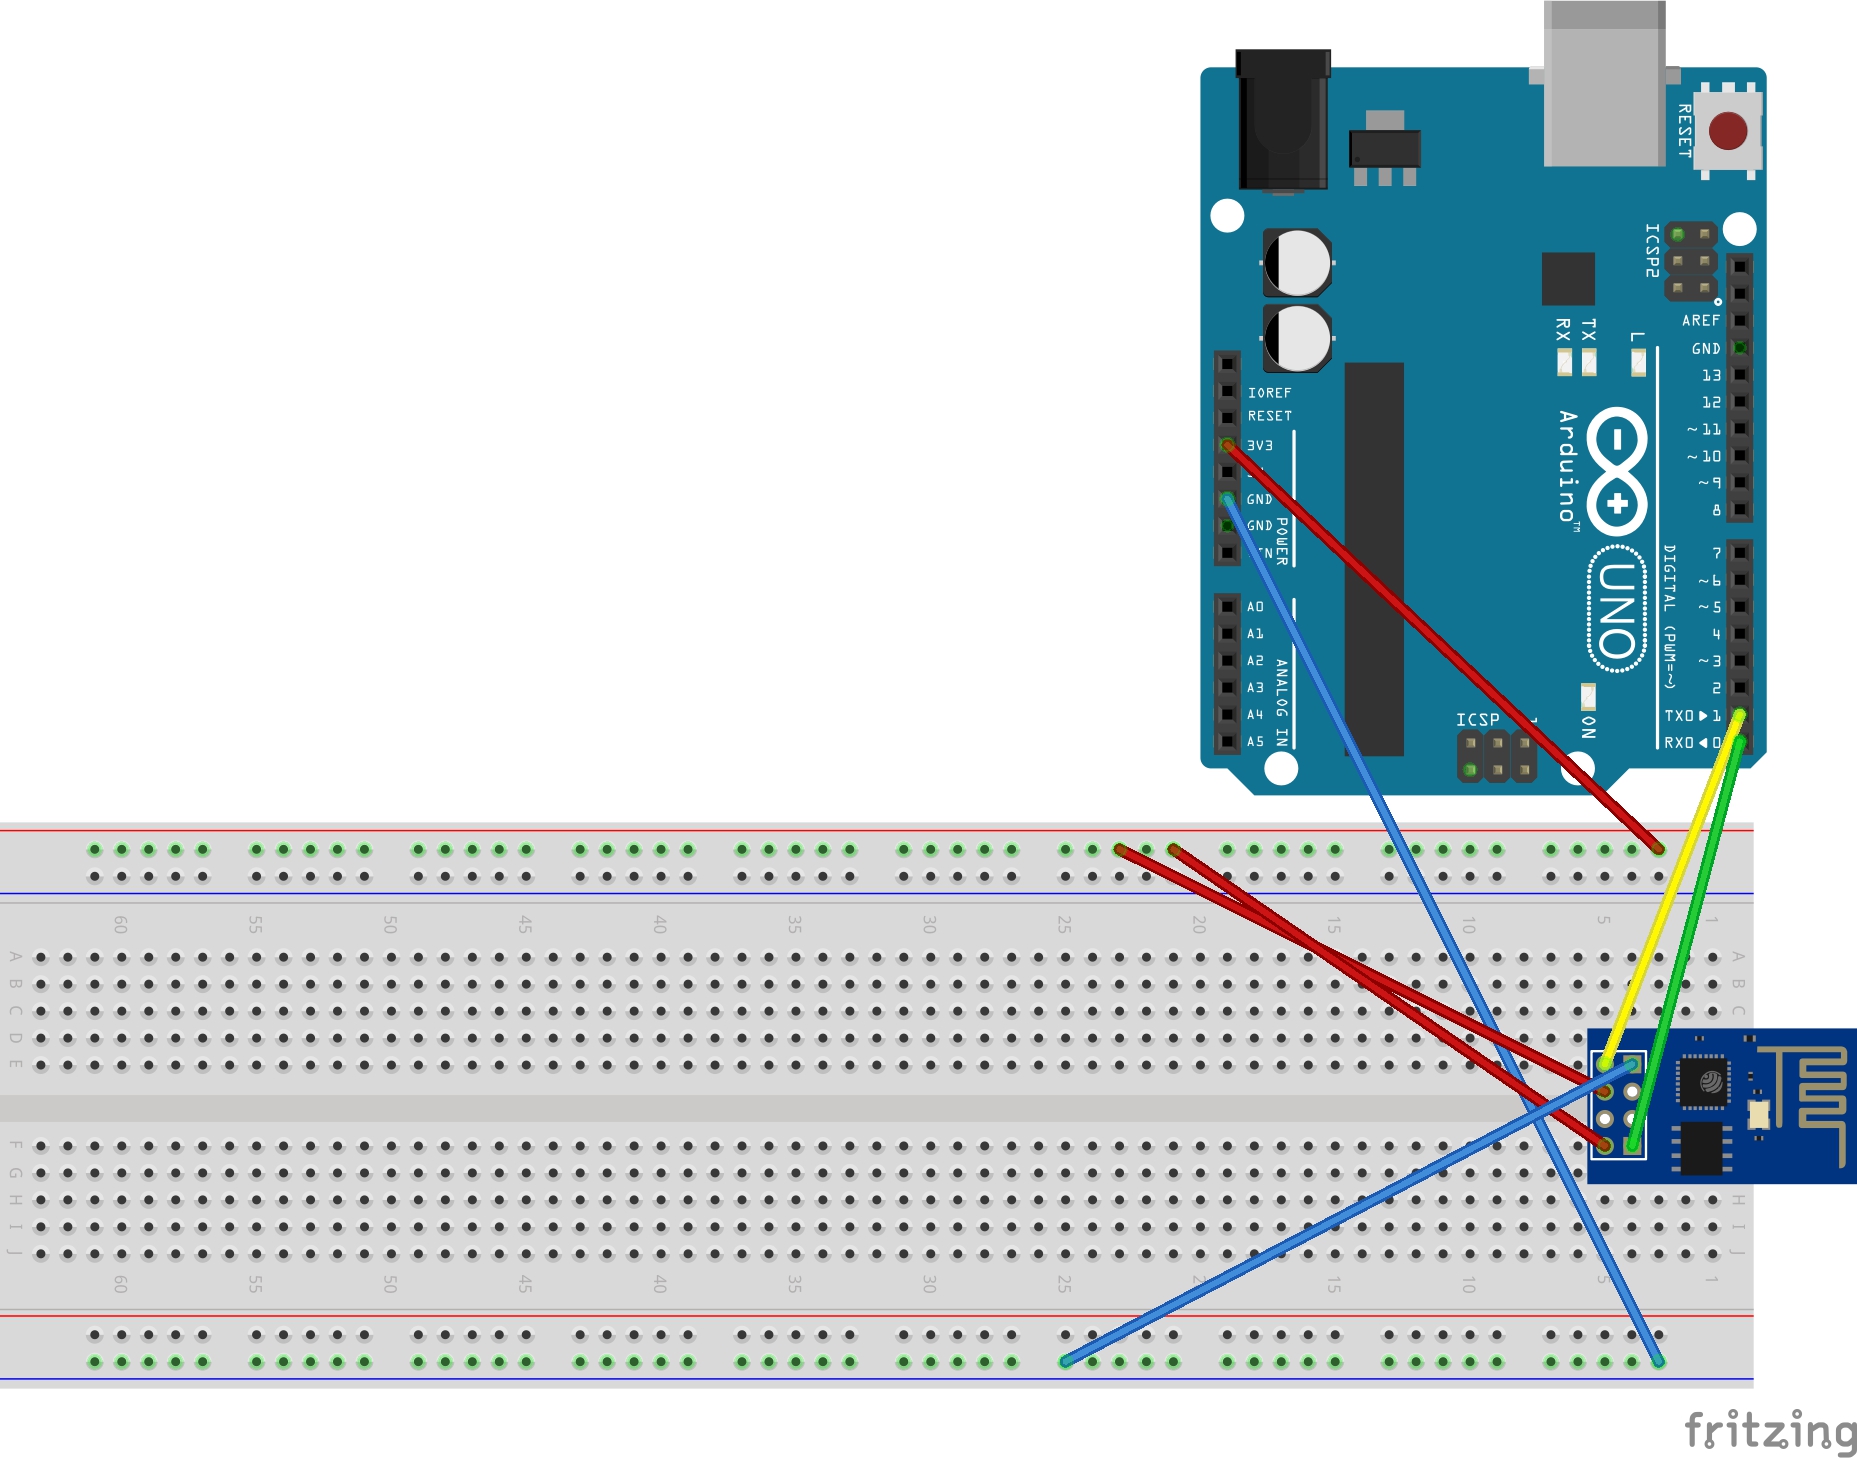 RESET
ICSP2
AREF
GND
13
12
~11
~10
~9
8
7
~6
~5
4
~3
2
TX0▶1
RX0◀0
RX
TX
L
IOREF
RESET
3V3
GND
GND
POWER
A0
A1
A2
A3
A4
A5
ANALOG IN
Arduino™
UNO
DIGITAL (PWM=~)
ICSP
ON
60 55 50 45 40 35 30 25 20 15 10 5 1
A A
B B
C C
D
E
F
G
H H
I I
J J
60 55 50 45 40 35 30 25 20 15 10 5 1
fritzing